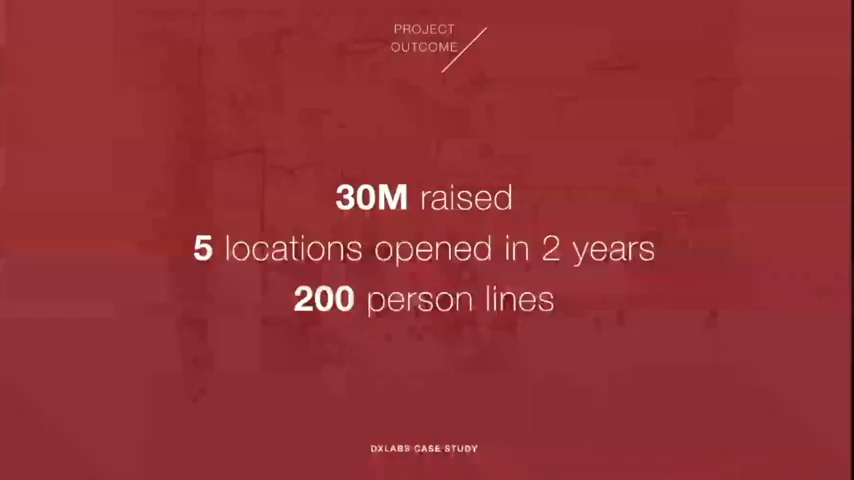 PROJECT
OUTCOME
30M raised
5 locations opened in 2 years
200 person lines
DXLABS CASE STUDY